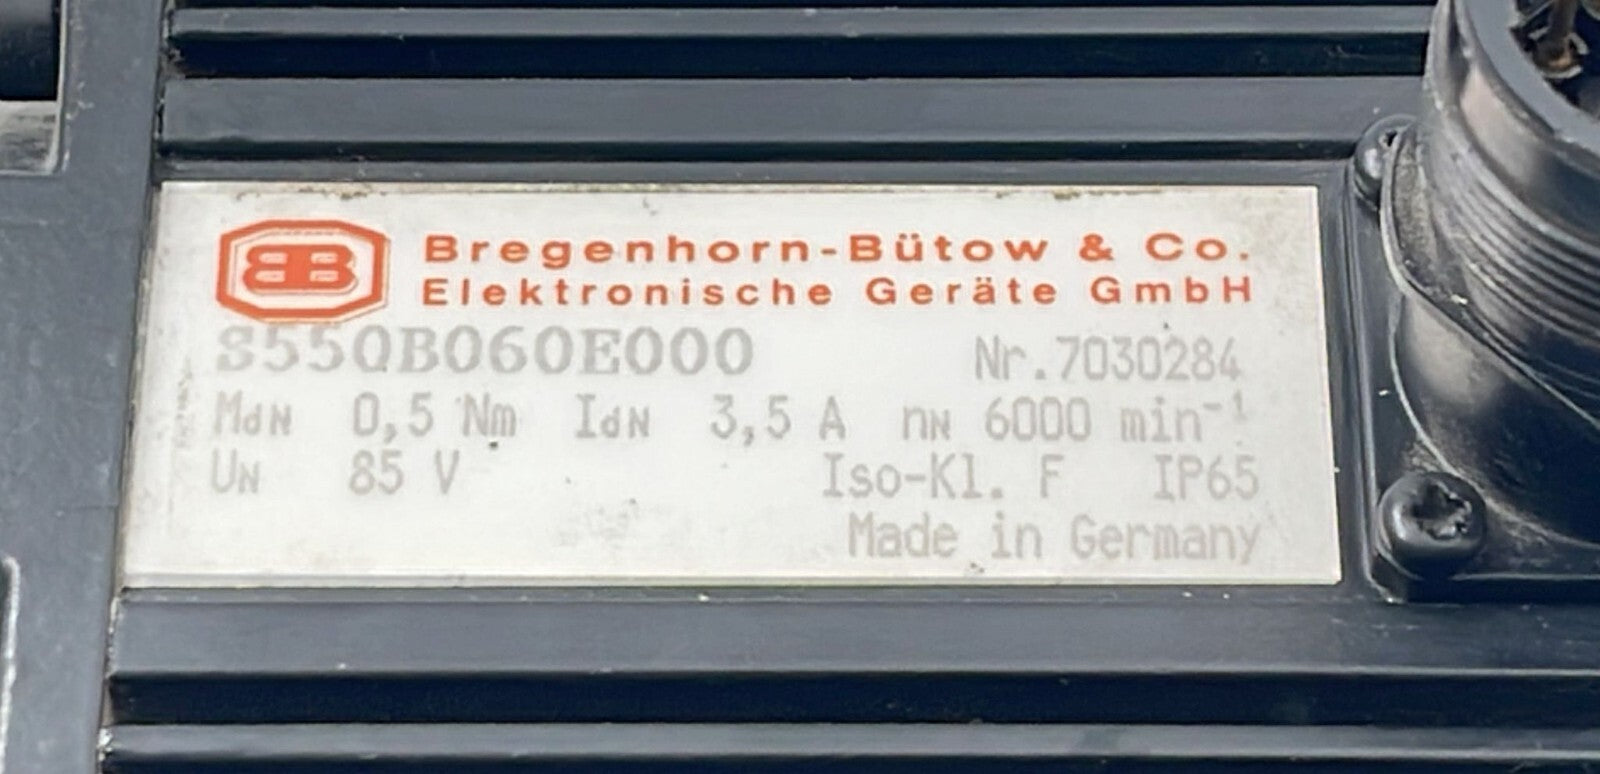 BB Bregenhorn-Bütow & Co.
Elektronische Geräte GmbH
S550B060E000 Nr.7030284
MdN 0,5 Nm IdN 3,5 A nN 6000 min⁻¹
UN 85 V Iso-Kl. F IP65
Made in Germany